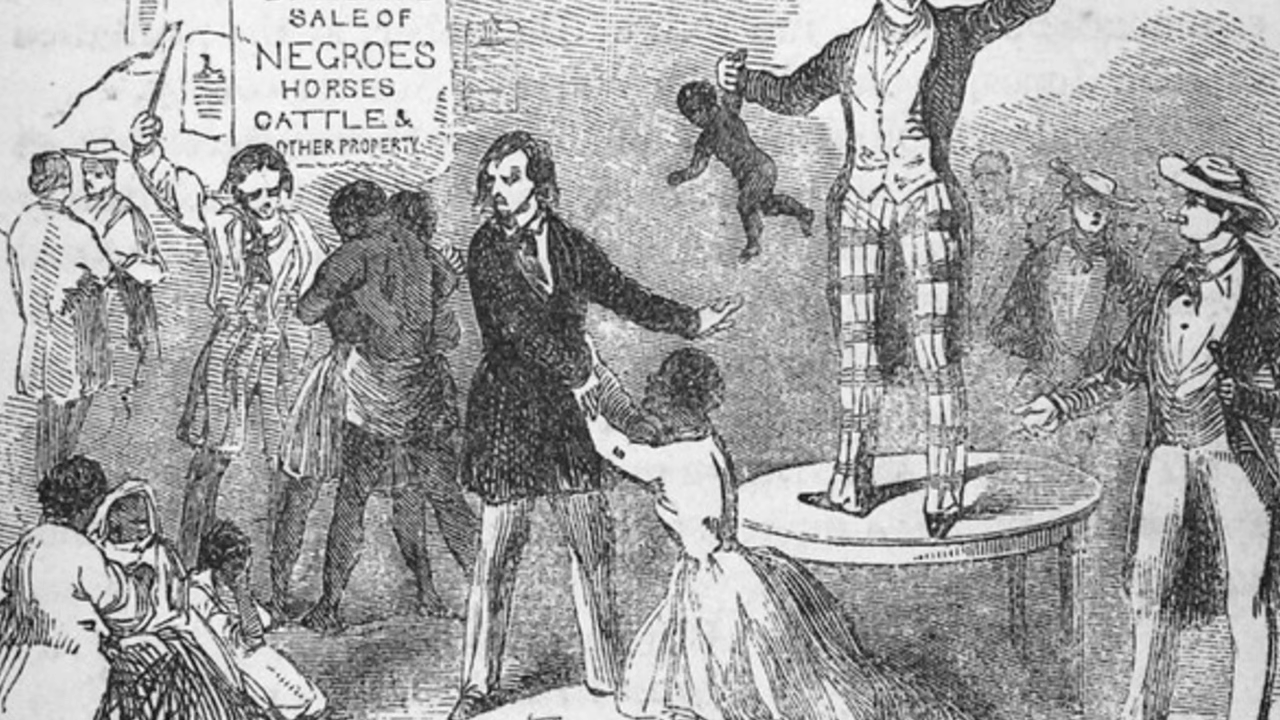 SALE OF
NEGROES
HORSES
CATTLE &
OTHER PROPERTY